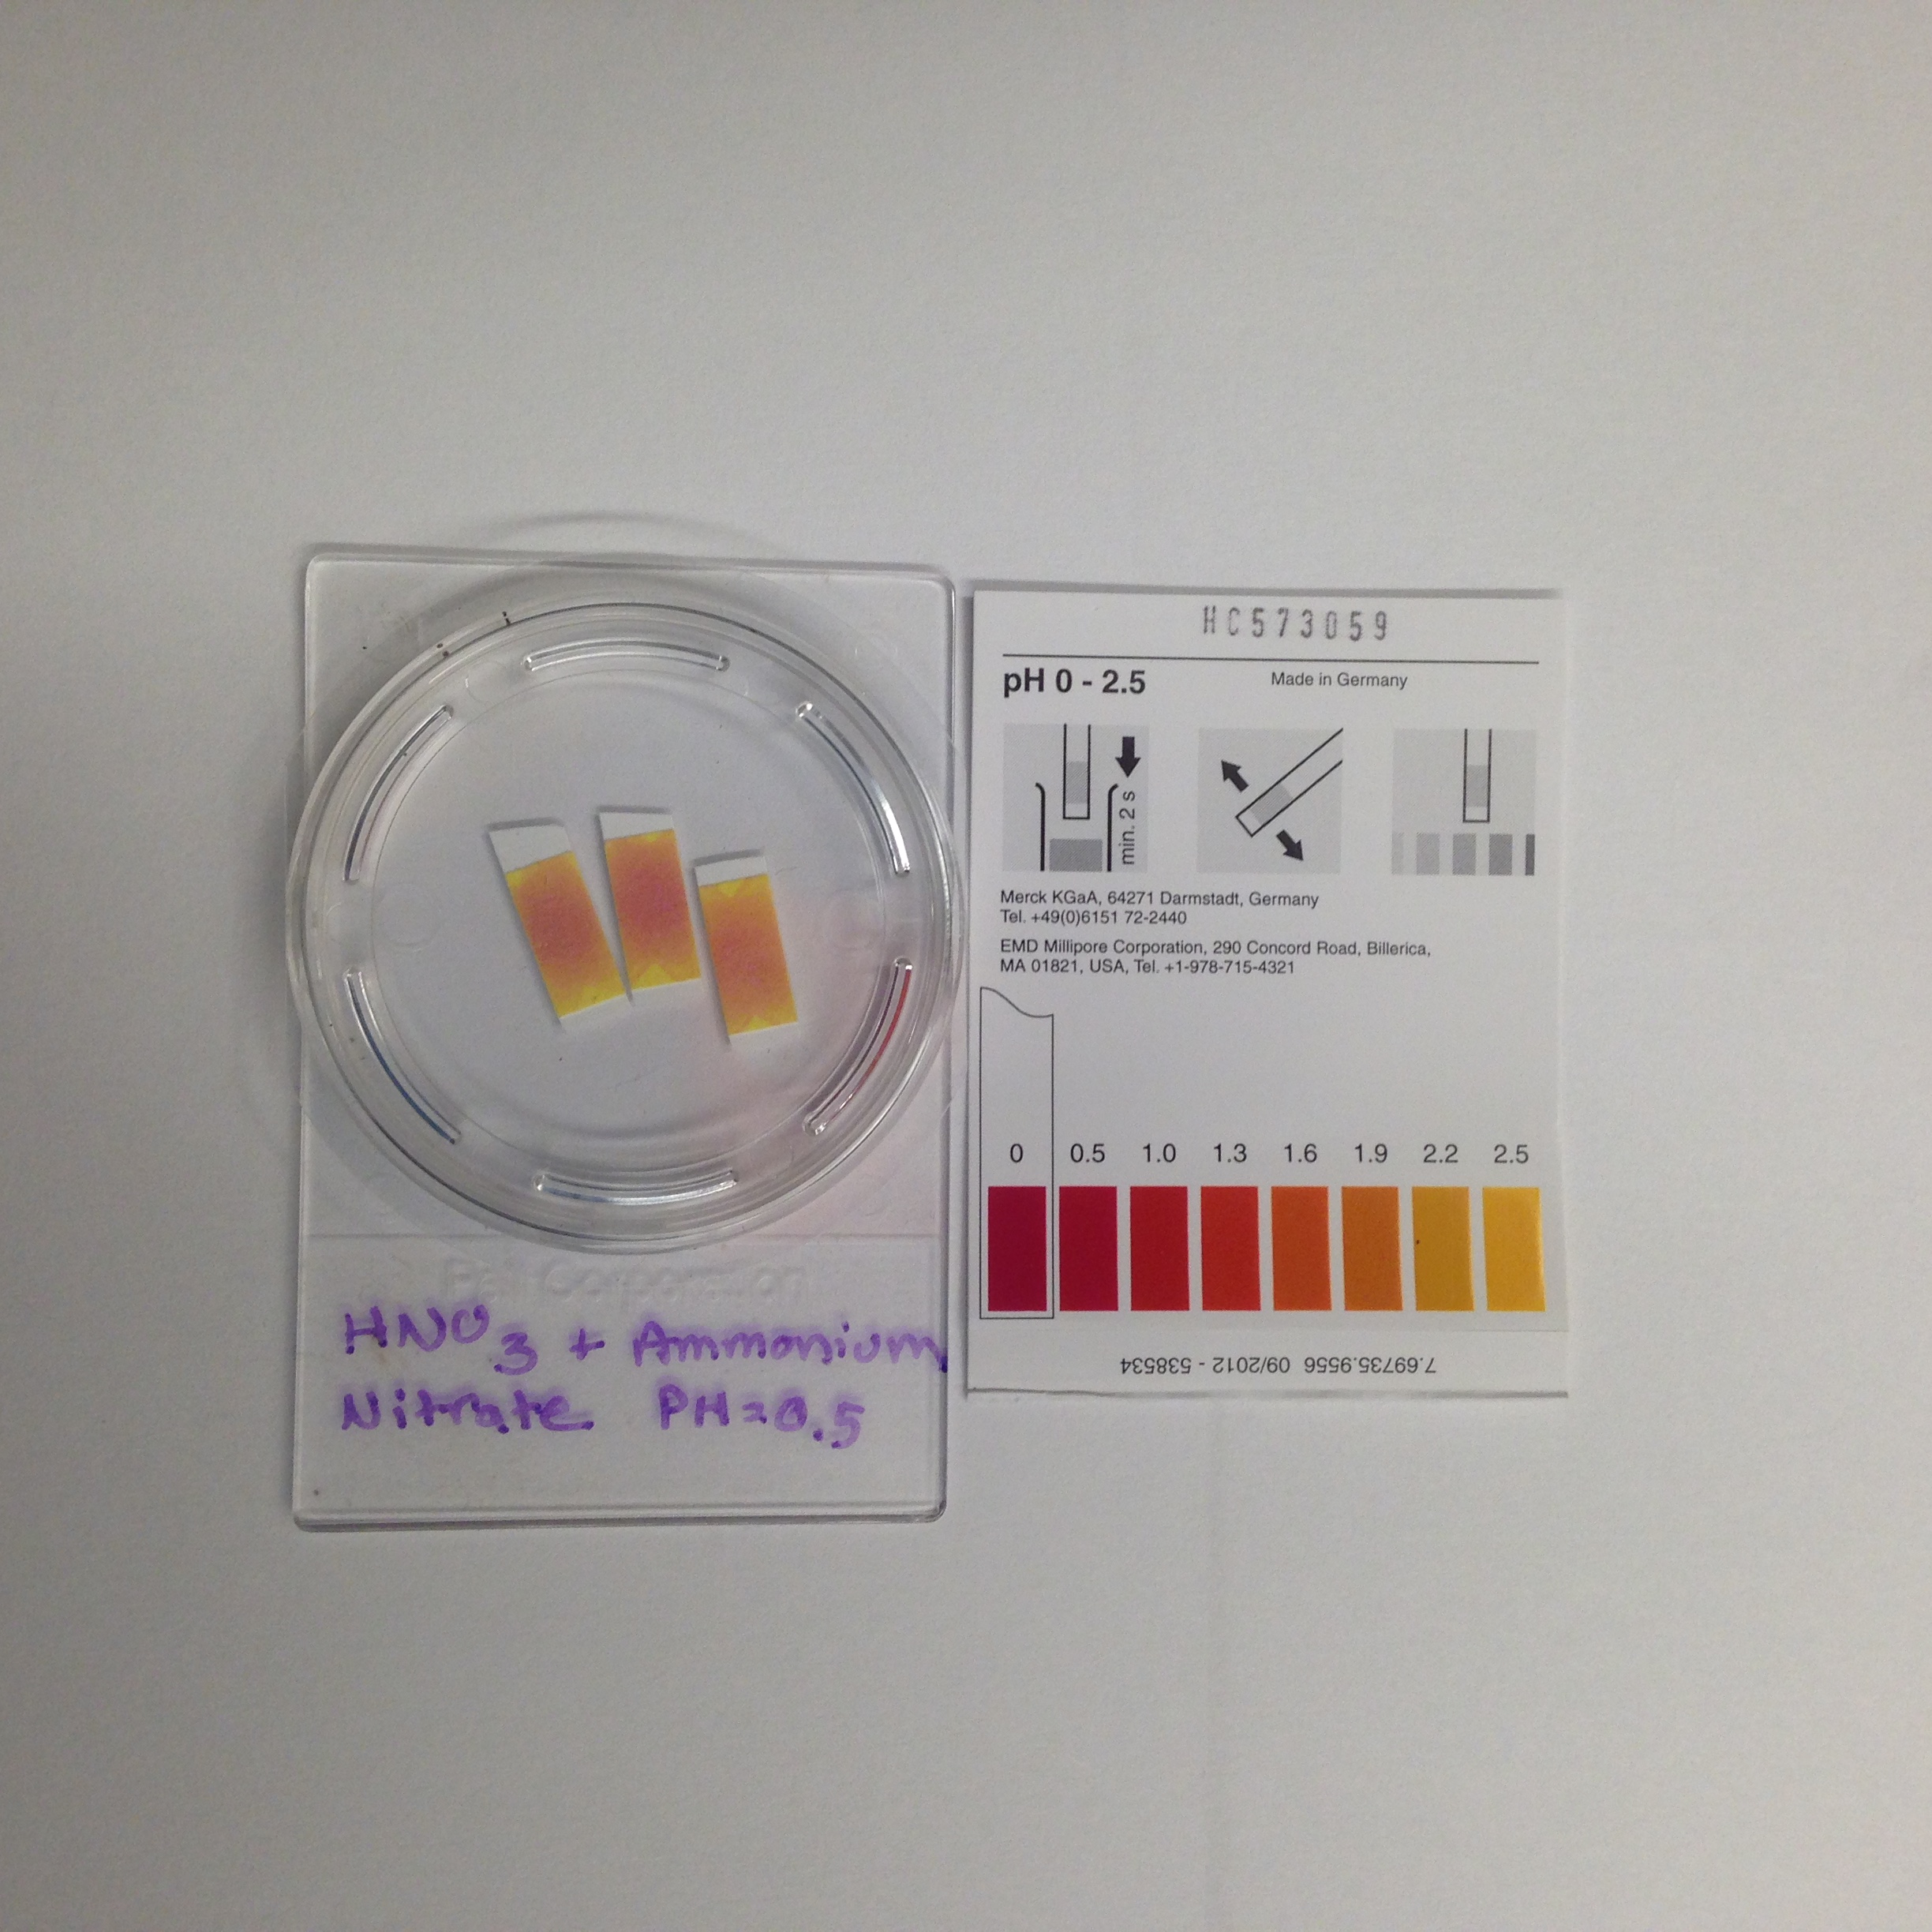 HNO3 + Ammonium
Nitrate PH=0.5
HC573059
pH 0 - 2.5
Made in Germany
min. 2 s
Merck KGaA, 64271 Darmstadt, Germany
Tel. +49(0)6151 72-2440
EMD Millipore Corporation, 290 Concord Road, Billerica,
MA 01821, USA, Tel. +1-978-715-4321
0 0.5 1.0 1.3 1.6 1.9 2.2 2.5
7.69735.9556 09/2012 - 538534